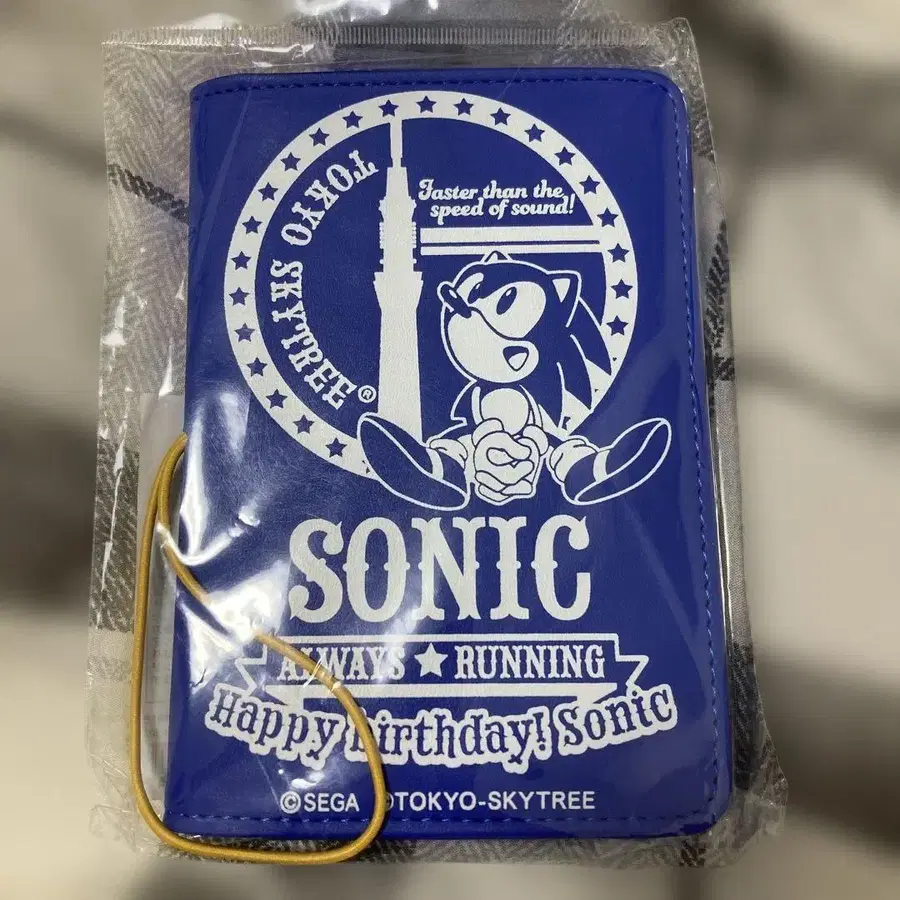 TOKYO SKYTREE®
Faster than the
speed of sound!
SONIC
ALWAYS ★ RUNNING
Happy birthday! Sonic
©SEGA ©TOKYO-SKYTREE